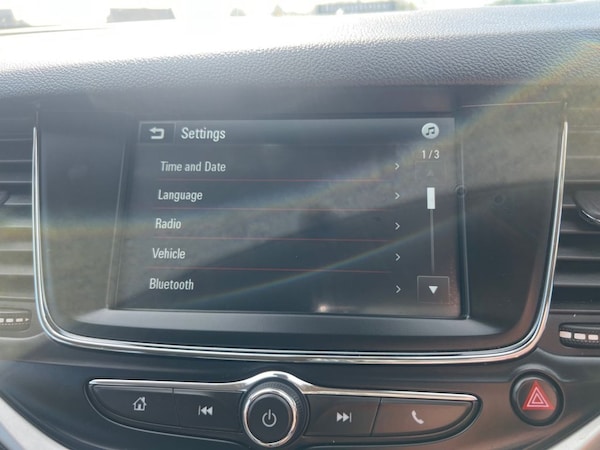 Settings
1/3
Time and Date
Language
Radio
Vehicle
Bluetooth